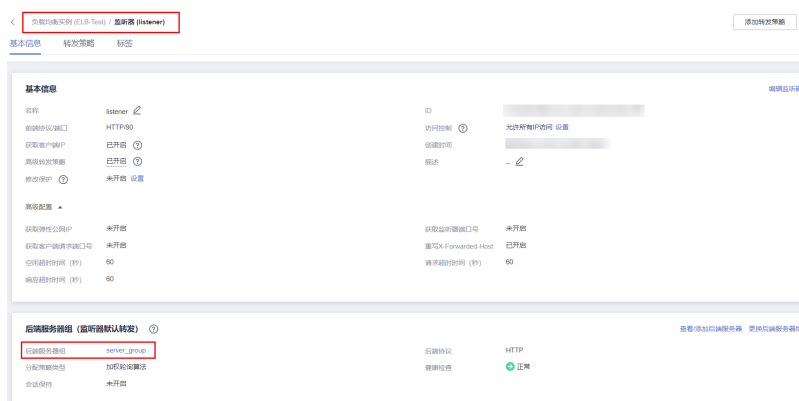 负载均衡实例 (ELB-Test) / 监听器 (listener)
添加转发策略
基本信息 转发策略 标签
基本信息
编辑监听器
名称 listener
ID
前端协议/端口 HTTP/80
访问控制 允许所有IP访问 设置
获取客户端IP 已开启
创建时间
高级转发策略 已开启
描述 --
修改保护 未开启 设置
高级配置
获取弹性公网IP 未开启
获取监听器端口号 未开启
获取客户端请求端口号 未开启
重写X-Forwarded-Host 已开启
空闲超时时间（秒） 60
请求超时时间（秒） 60
响应超时时间（秒） 60
后端服务器组（监听器默认转发）
查看/添加后端服务器 更换后端服务器组
后端服务器组 server_group
后端协议 HTTP
分配策略类型 加权轮询算法
健康检查 正常
会话保持 未开启